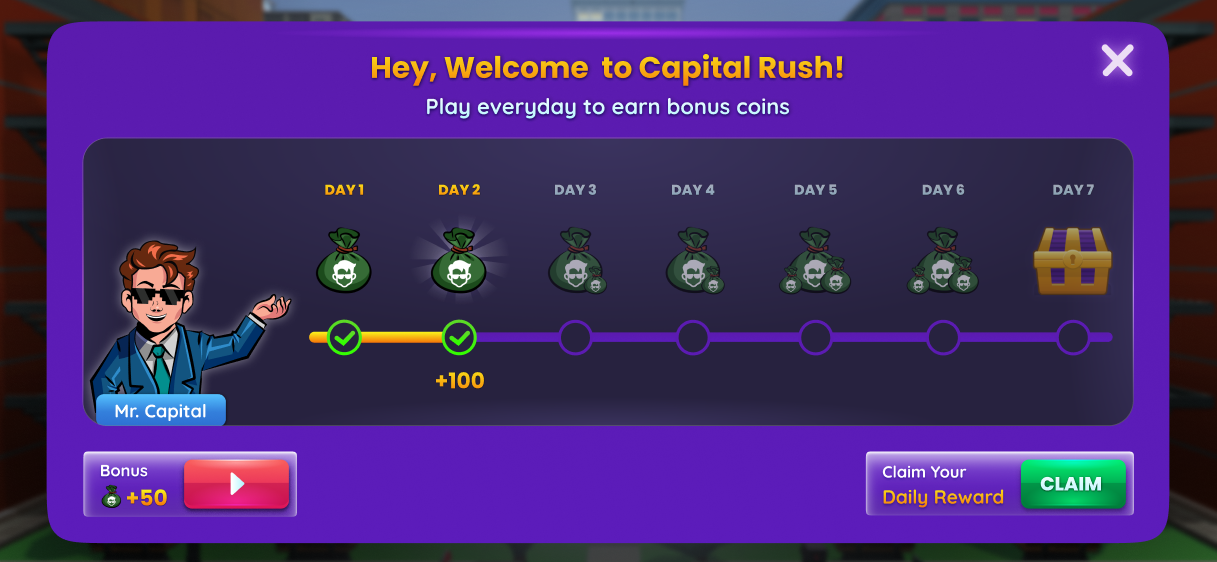 Hey, Welcome to Capital Rush!
Play everyday to earn bonus coins
DAY 1
DAY 2
DAY 3
DAY 4
DAY 5
DAY 6
DAY 7
+100
Mr. Capital
Bonus
+50
Claim Your
Daily Reward
CLAIM